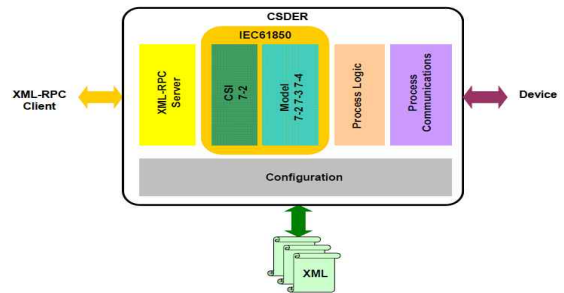 CSDER
IEC61850
XML-RPC
Client
XML-RPC
Server
CSI
7-2
Model
7-2 7-3 7-4
Process Logic
Process
Communications
Device
Configuration
XML